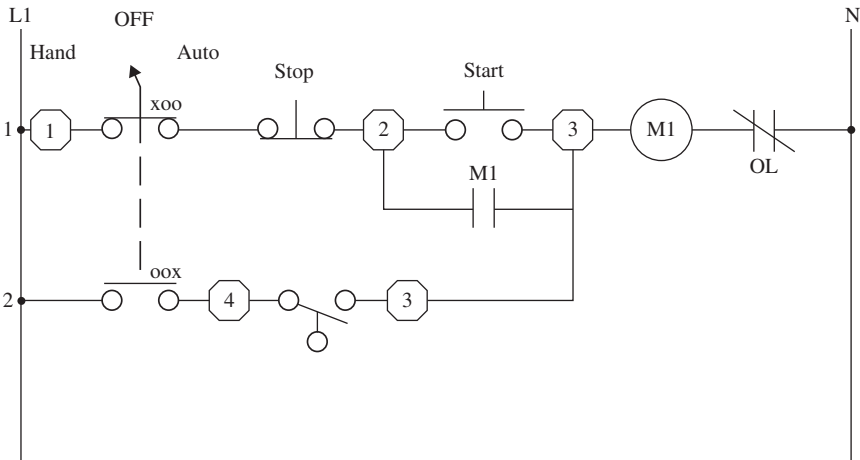 L1 OFF N
Hand Auto
Stop Start
xoo
1 1 2 3 M1
OL
M1
oox
2 4 3